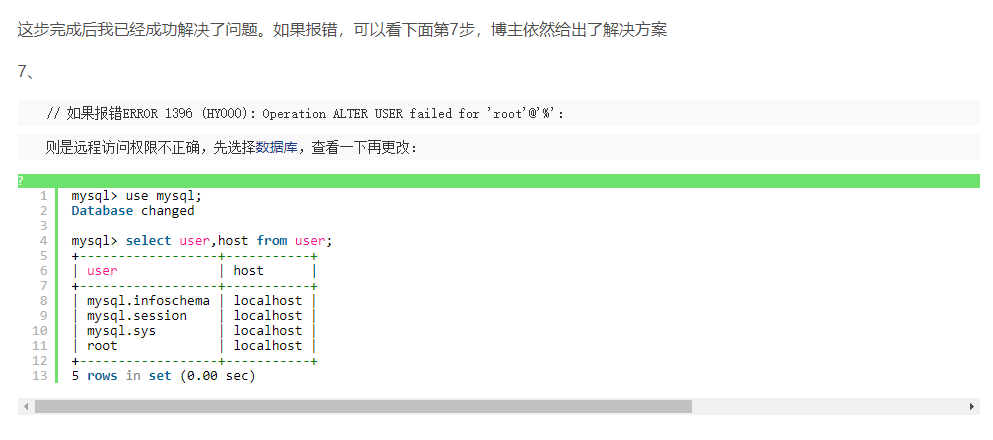 这步完成后我已经成功解决了问题。如果报错，可以看下面第7步，博主依然给出了解决方案
7、
// 如果报错ERROR 1396 (HY000): Operation ALTER USER failed for 'root'@'%':
则是远程访问权限不正确，先选择数据库，查看一下再更改：
?
1 mysql> use mysql;
2 Database changed
3
4 mysql> select user,host from user;
5 +------------------+-----------+
6 | user             | host      |
7 +------------------+-----------+
8 | mysql.infoschema | localhost |
9 | mysql.session    | localhost |
10 | mysql.sys        | localhost |
11 | root             | localhost |
12 +------------------+-----------+
13 5 rows in set (0.00 sec)